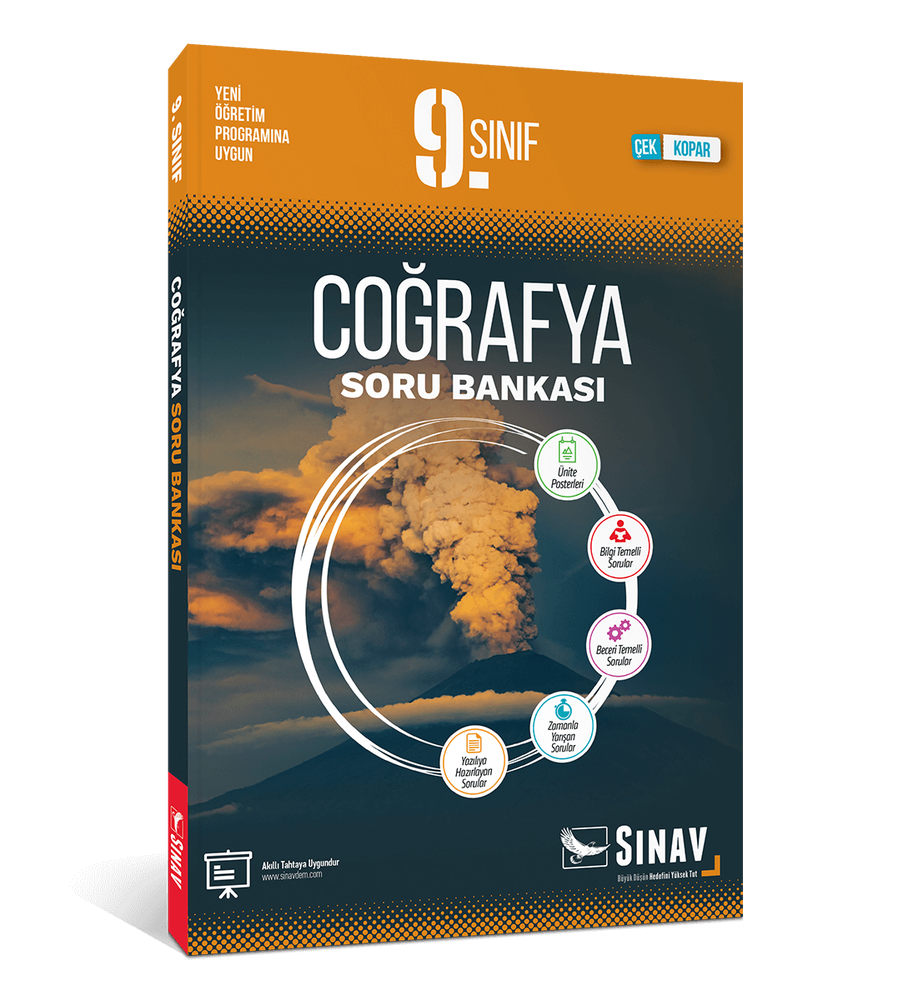 YENİ
ÖĞRETİM
PROGRAMINA
UYGUN
9. SINIF
ÇEK KOPAR
COĞRAFYA
SORU BANKASI
Ünite
Posterleri
Bilgi Temelli
Sorular
Beceri Temelli
Sorular
Zamanla
Yarışan
Sorular
Yazılıya
Hazırlayan
Sorular
Akıllı Tahtaya Uygundur
www.sinavdem.com
SINAV
Büyük Düşün Hedefini Yüksek Tut
9. SINIF
COĞRAFYA SORU BANKASI
SINAV